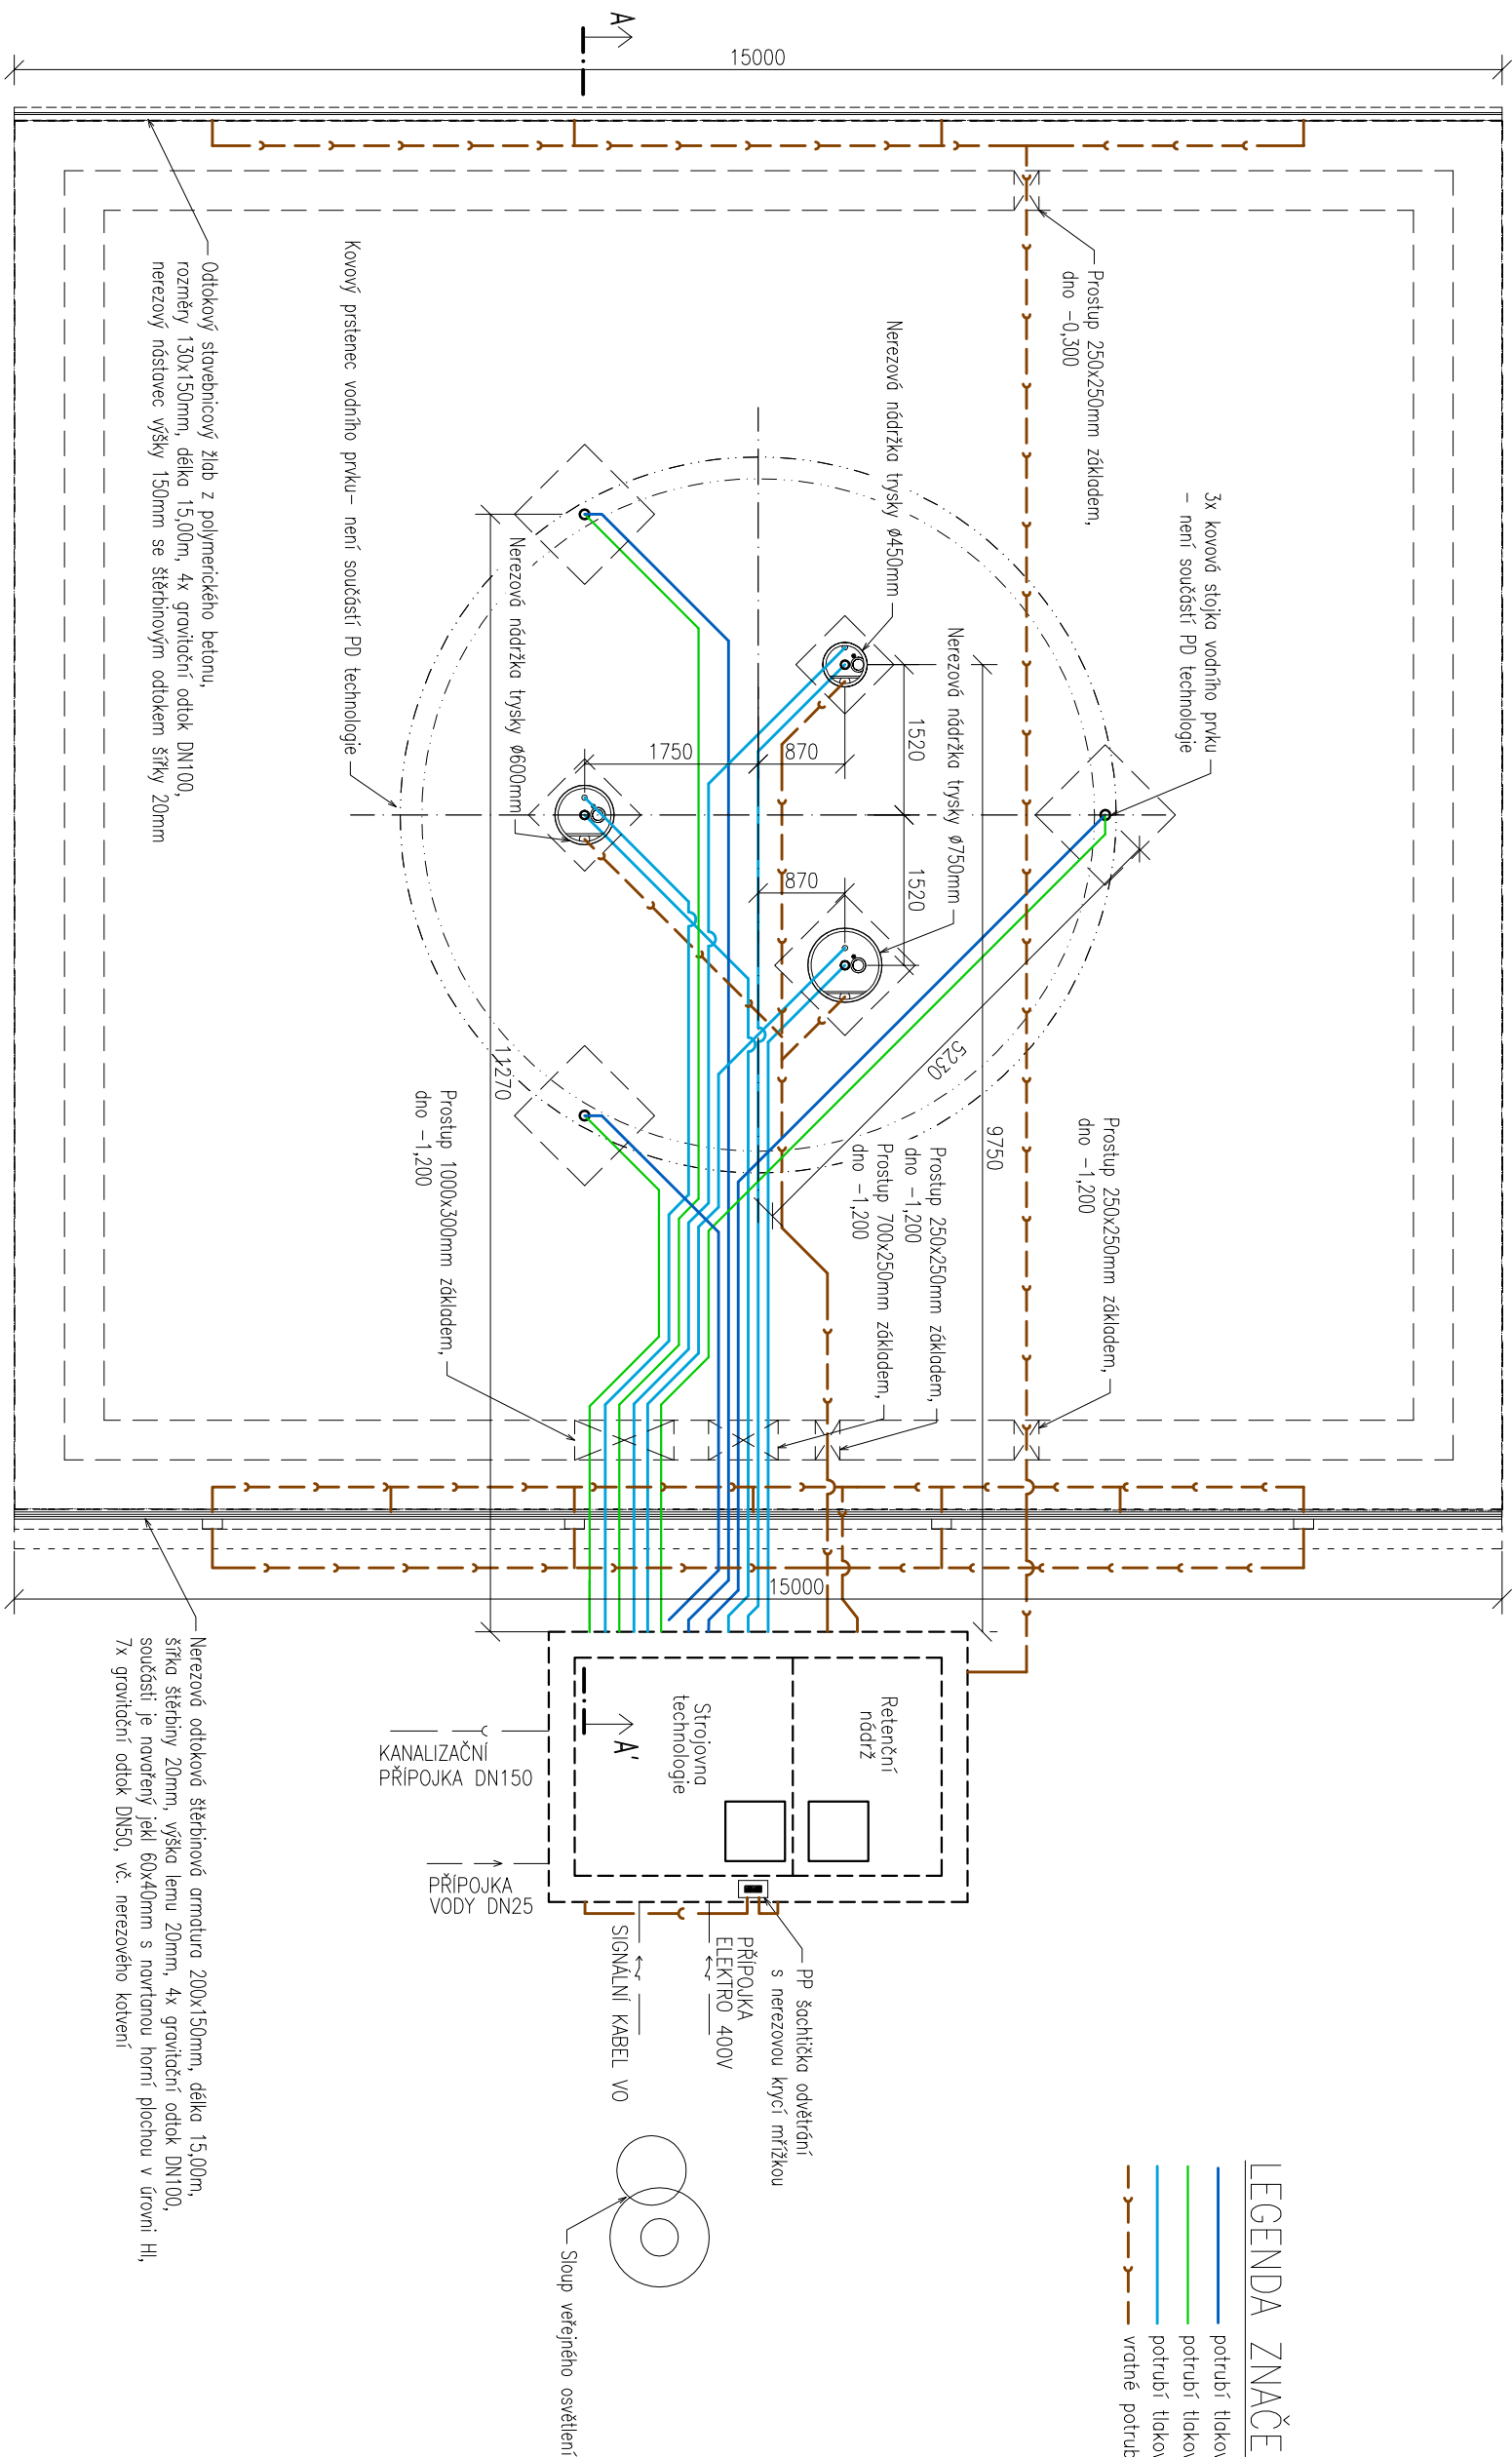 15000
A
Prostup 250x250mm základem,
dno -0,300
3x kovová stojka vodního prvku
- není součástí PD technologie
Nerezová nádržka trysky ø450mm
Nerezová nádržka trysky ø750mm
Nerezová nádržka trysky ø600mm
Kovový prstenec vodního prvku- není součástí PD technologie
Odtokový stavebnicový žlab z polymerického betonu,
rozměry 130x150mm, délka 15,00m, 4x gravitační odtok DN100,
nerezový nástavec výšky 150mm se štěrbinovým odtokem šířky 20mm
1520
1520
870
870
1750
5230
9750
11270
Prostup 250x250mm základem,
dno -1,200
Prostup 250x250mm základem,
dno -1,200
Prostup 700x250mm základem,
dno -1,200
Prostup 1000x300mm základem,
dno -1,200
15000
Retenční
nádrž
Strojovna
technologie
A'
KANALIZAČNÍ
PŘÍPOJKA DN150
PŘÍPOJKA
VODY DN25
PP šachtička odvětrání
s nerezovou krycí mřížkou
PŘÍPOJKA
ELEKTRO 400V
SIGNÁLNÍ KABEL VO
Nerezová odtoková štěrbinová armatura 200x150mm, délka 15,00m,
šířka štěrbiny 20mm, výška lemu 20mm, 4x gravitační odtok DN100,
součásti je navařený jekl 60x40mm s navrtanou horní plochou v úrovni HI,
7x gravitační odtok DN50, vč. nerezového kotvení
Sloup veřejného osvětlení
LEGENDA ZNAČE
potrubí tlakov
potrubí tlakov
potrubí tlakov
vratné potrub